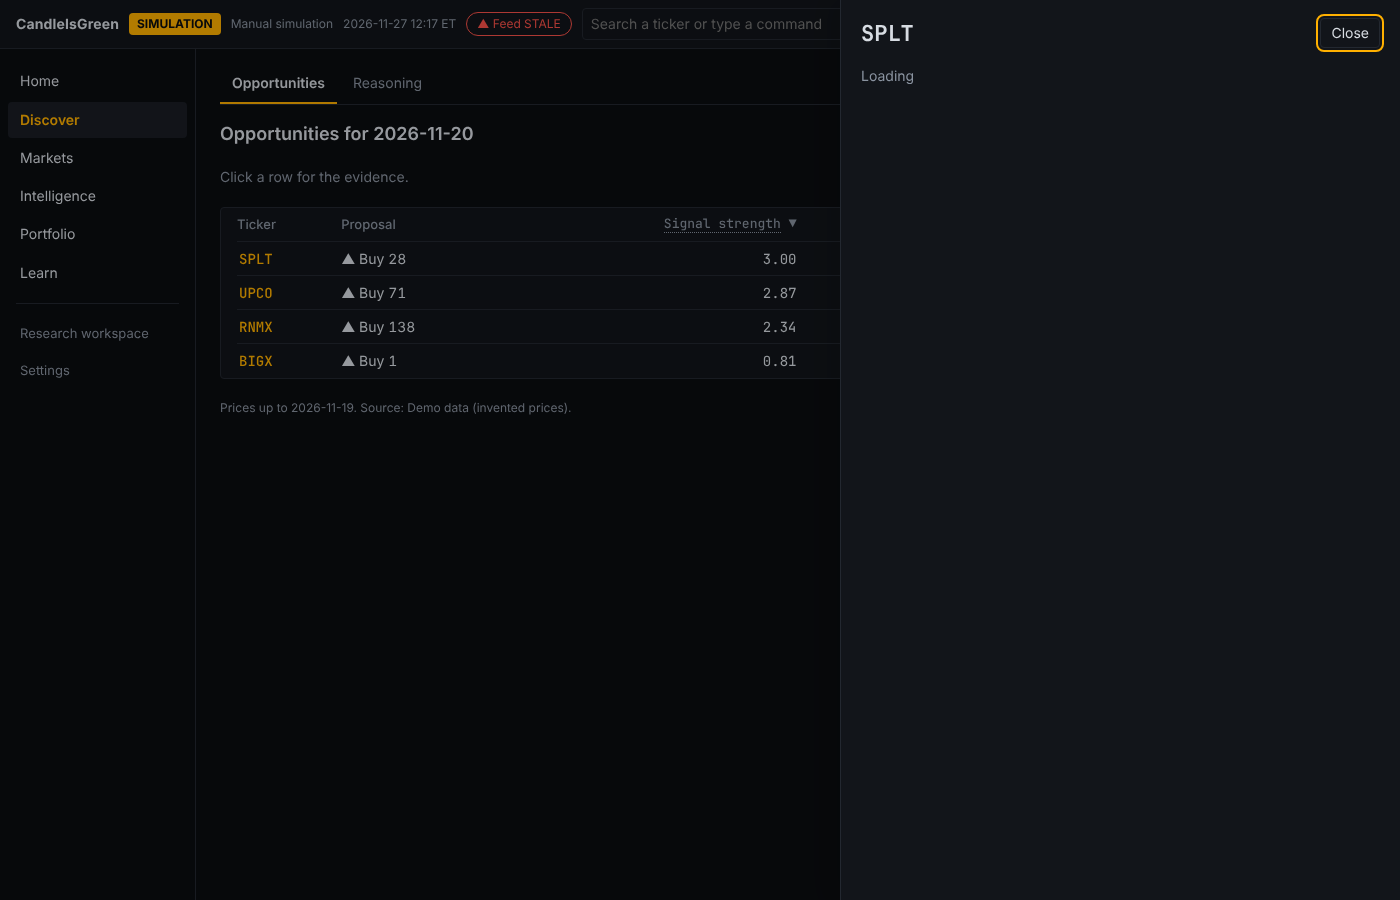 CandleIsGreen SIMULATION Manual simulation 2026-11-27 12:17 ET ▲ Feed STALE Search a ticker or type a command
SPLT Close
Loading
Home
Discover
Markets
Intelligence
Portfolio
Learn
Research workspace
Settings
Opportunities Reasoning
Opportunities for 2026-11-20
Click a row for the evidence.
Ticker Proposal Signal strength ▼
SPLT ▲ Buy 28 3.00
UPCO ▲ Buy 71 2.87
RNMX ▲ Buy 138 2.34
BIGX ▲ Buy 1 0.81
Prices up to 2026-11-19. Source: Demo data (invented prices).